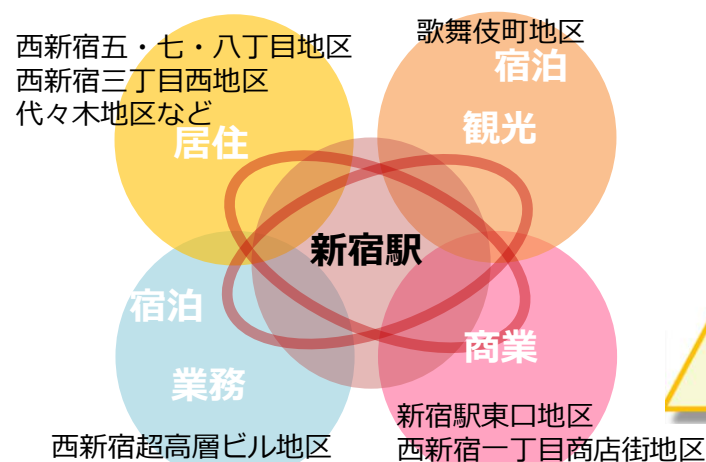 西新宿五・七・八丁目地区
西新宿三丁目西地区
代々木地区など
居住
歌舞伎町地区
宿泊
観光
新宿駅
宿泊
業務
西新宿超高層ビル地区
商業
新宿駅東口地区
西新宿一丁目商店街地区